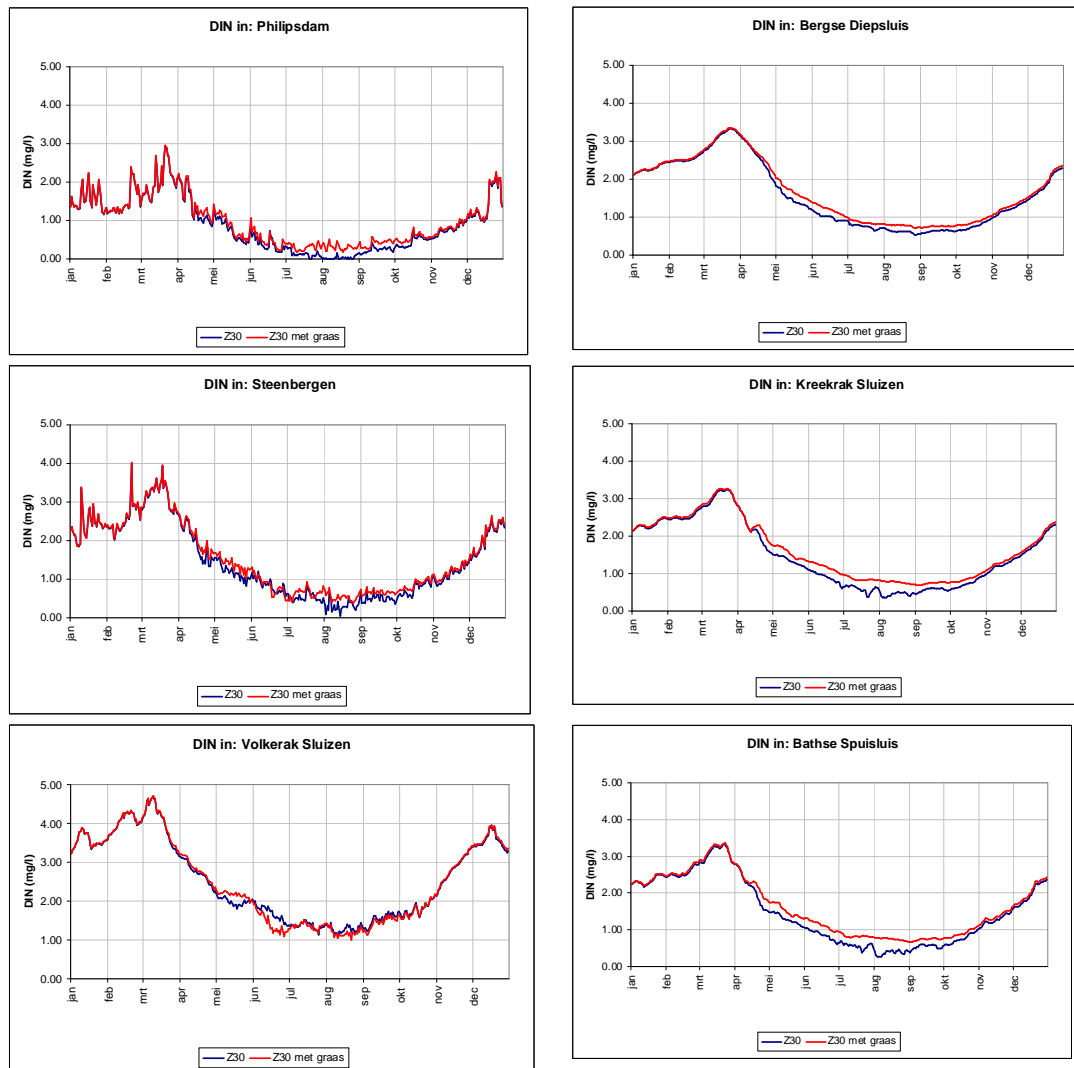 DIN in: Philipsdam
DIN (mg/l)
5.00
4.00
3.00
2.00
1.00
0.00
jan
feb
mrt
apr
mei
jun
jul
aug
sep
okt
nov
dec
Z30
Z30 met graas
DIN in: Bergse Diepsluis
DIN (mg/l)
5.00
4.00
3.00
2.00
1.00
0.00
jan
feb
mrt
apr
mei
jun
jul
aug
sep
okt
nov
dec
Z30
Z30 met graas
DIN in: Steenbergen
DIN (mg/l)
5.00
4.00
3.00
2.00
1.00
0.00
jan
feb
mrt
apr
mei
jun
jul
aug
sep
okt
nov
dec
Z30
Z30 met graas
DIN in: Kreekrak Sluizen
DIN (mg/l)
5.00
4.00
3.00
2.00
1.00
0.00
jan
feb
mrt
apr
mei
jun
jul
aug
sep
okt
nov
dec
Z30
Z30 met graas
DIN in: Volkerak Sluizen
DIN (mg/l)
5.00
4.00
3.00
2.00
1.00
0.00
jan
feb
mrt
apr
mei
jun
jul
aug
sep
okt
nov
dec
Z30
Z30 met graas
DIN in: Bathse Spuisluis
DIN (mg/l)
5.00
4.00
3.00
2.00
1.00
0.00
jan
feb
mrt
apr
mei
jun
jul
aug
sep
okt
nov
dec
Z30
Z30 met graas